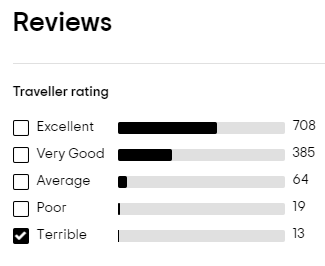 Reviews
Traveller rating
Excellent 708
Very Good 385
Average 64
Poor 19
Terrible 13